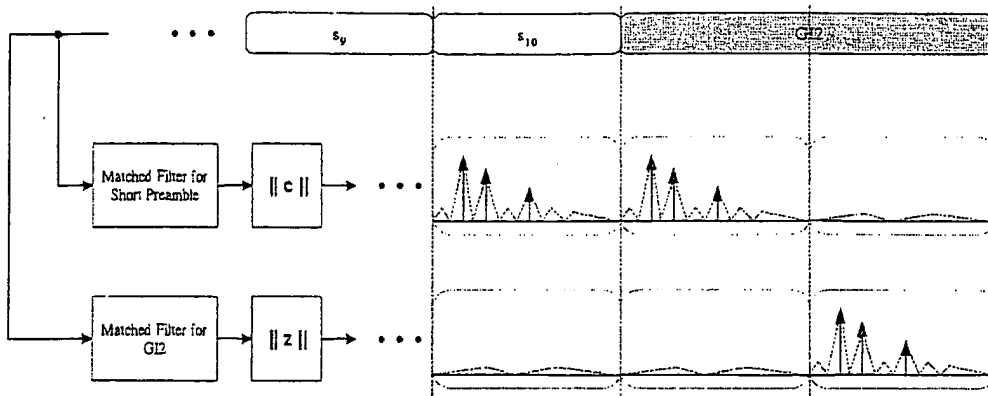 s9
s10
GI2
Matched Filter for
Short Preamble
|| c ||
Matched Filter for
GI2
|| z ||